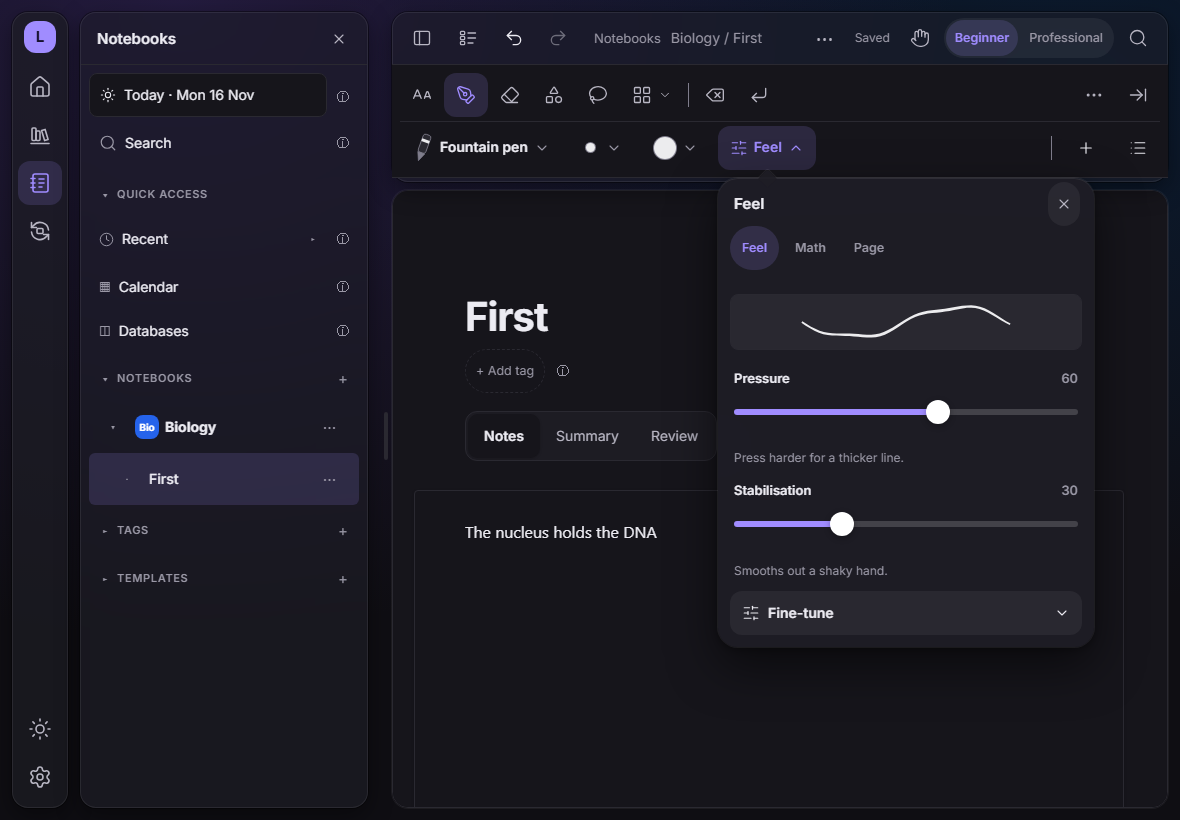 L
Notebooks
Today · Mon 16 Nov
Search
QUICK ACCESS
Recent
Calendar
Databases
NOTEBOOKS
Bio Biology
First
TAGS
TEMPLATES
Notebooks Biology / First
Saved
Beginner Professional
AA
Fountain pen
Feel
First
+ Add tag
Notes Summary Review
The nucleus holds the DNA
Feel
Feel Math Page
Pressure 60
Press harder for a thicker line.
Stabilisation 30
Smooths out a shaky hand.
Fine-tune